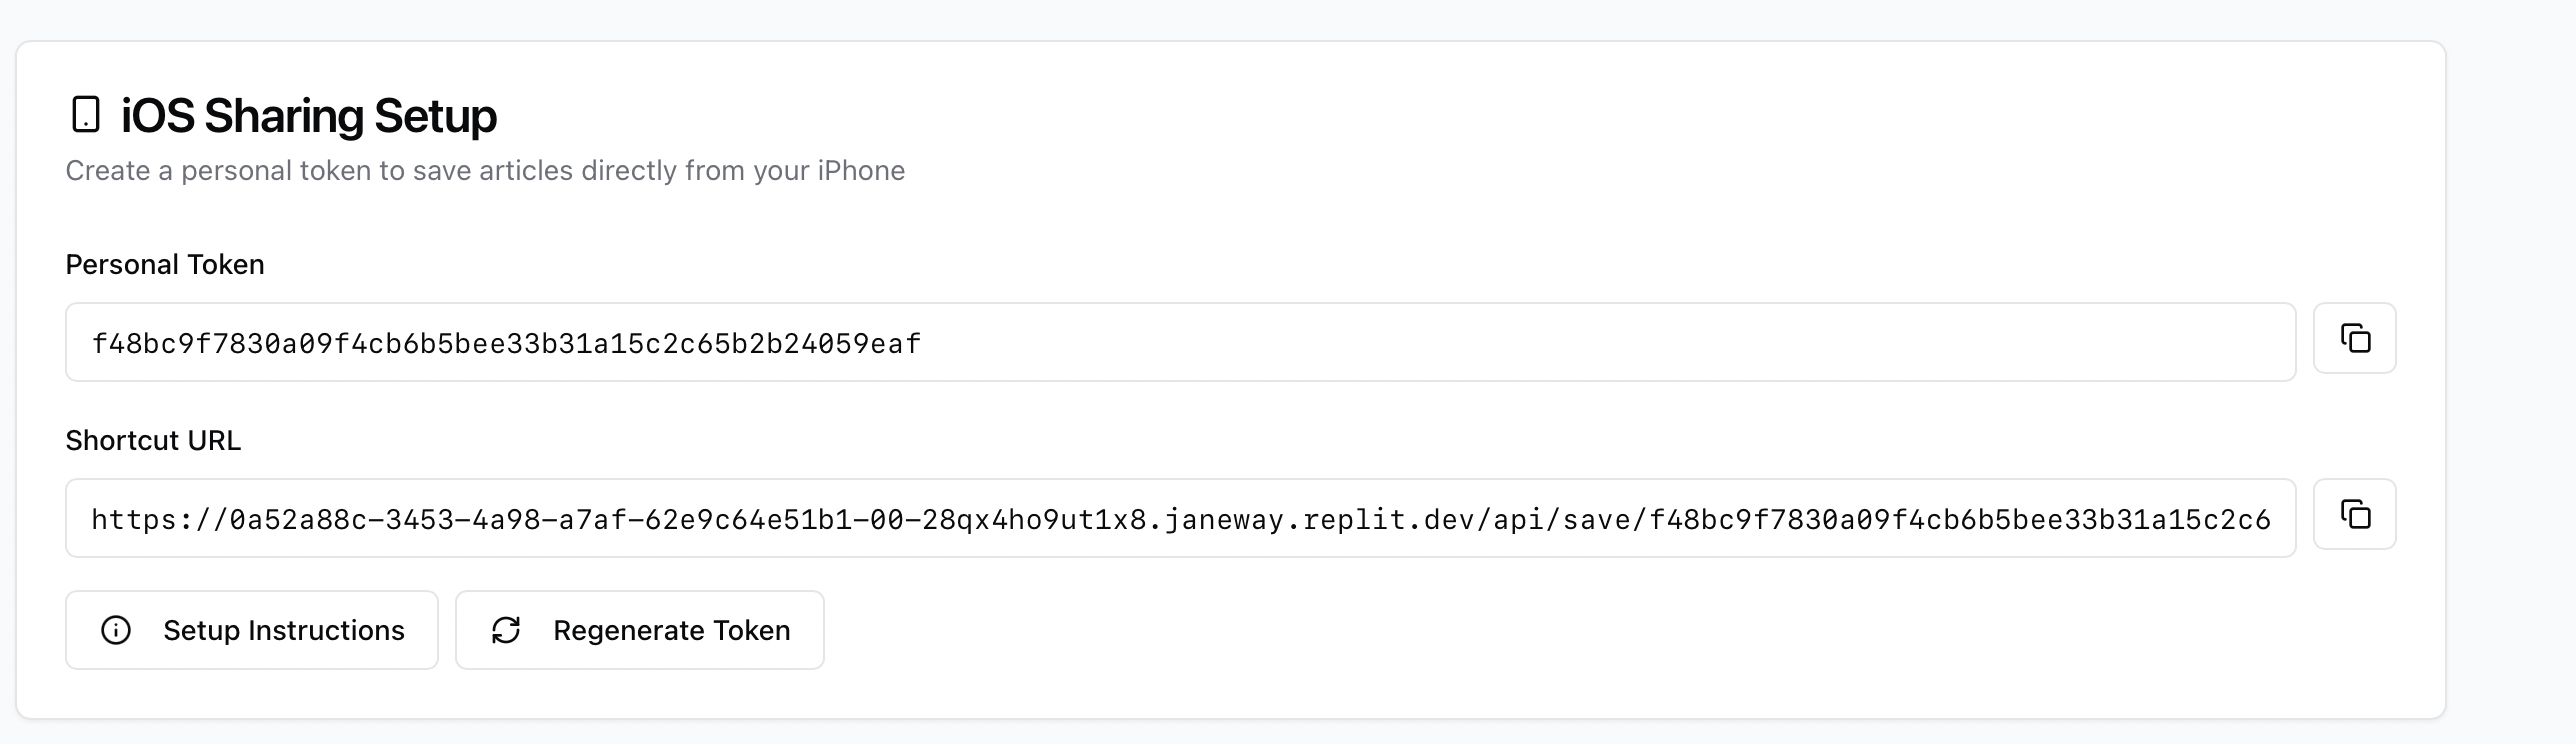 iOS Sharing Setup
Create a personal token to save articles directly from your iPhone
Personal Token
f48bc9f7830a09f4cb6b5bee33b31a15c2c65b2b24059eaf
Shortcut URL
https://0a52a88c-3453-4a98-a7af-62e9c64e51b1-00-28qx4ho9ut1x8.janeway.replit.dev/api/save/f48bc9f7830a09f4cb6b5bee33b31a15c2c6
Setup Instructions
Regenerate Token